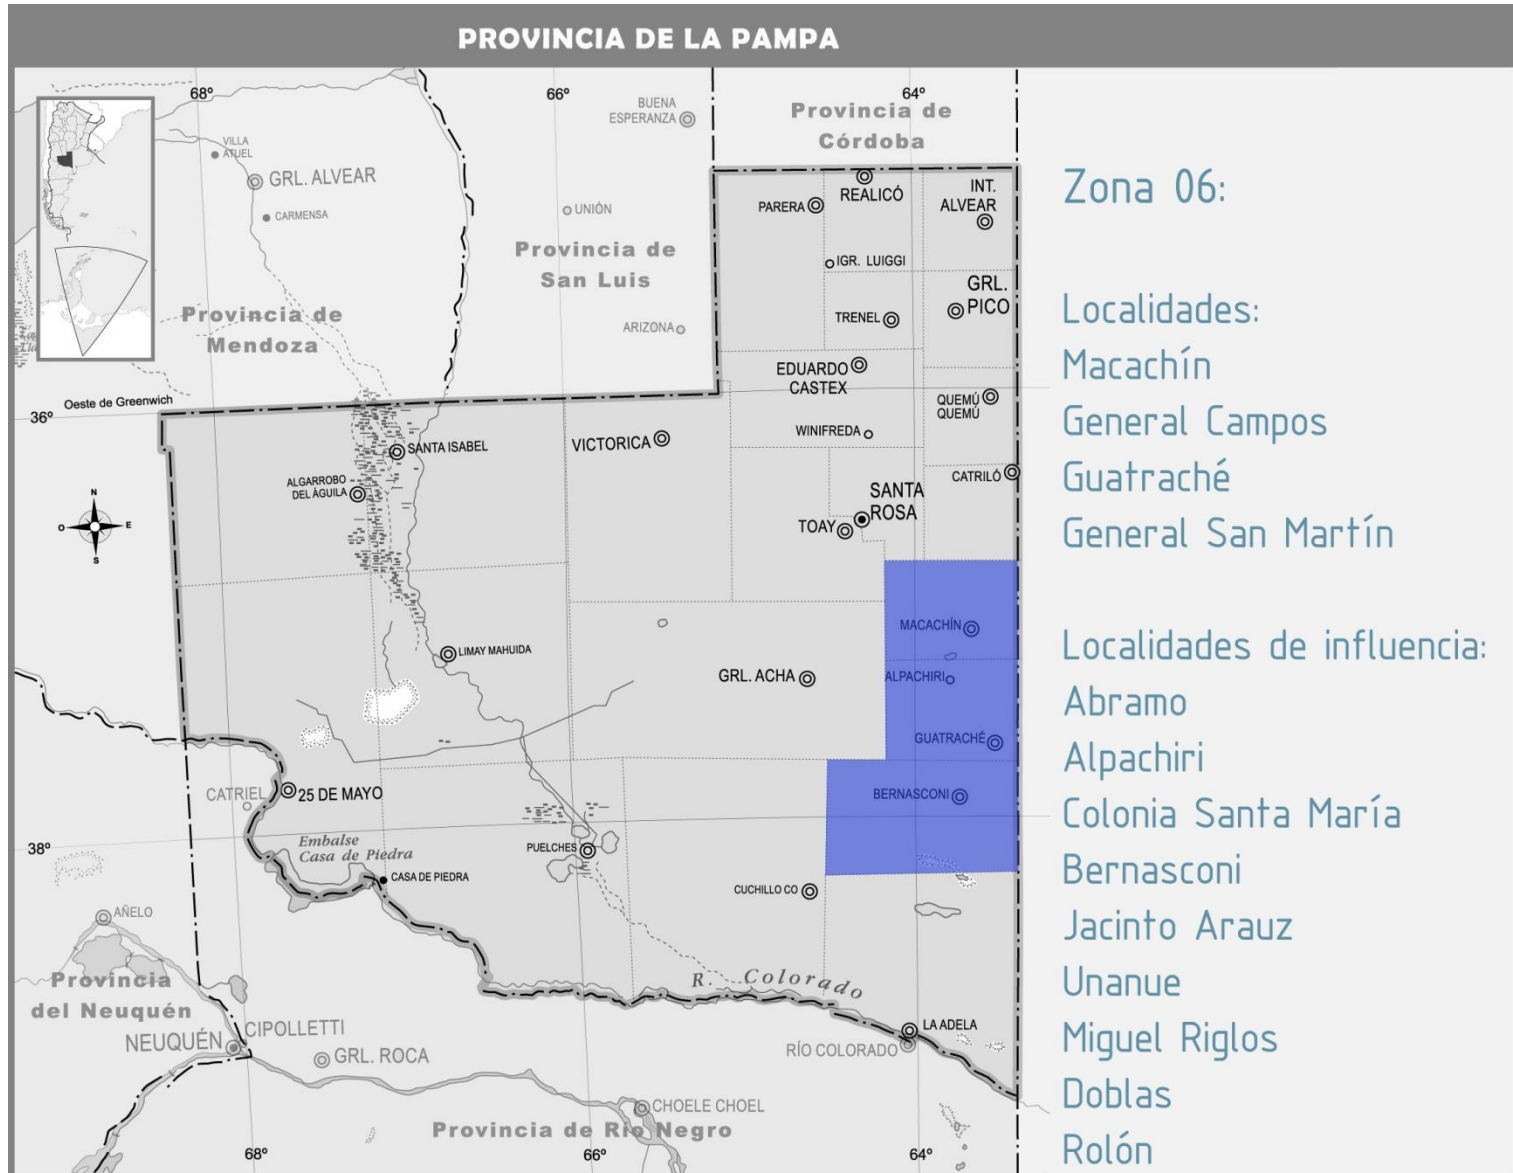 PROVINCIA DE LA PAMPA
68º
66º
64º
BUENA
ESPERANZA
Provincia de
Córdoba
VILLA
ATUEL
GRL. ALVEAR
CARMENSA
UNIÓN
Provincia de
San Luis
Provincia de
Mendoza
ARIZONA
REALICÓ
PARERA
INT.
ALVEAR
IGR. LUIGGI
GRL.
PICO
TRENEL
EDUARDO
CASTEX
QUEMÚ
QUEMÚ
WINIFREDA
Oeste de Greenwich
36º
VICTORICA
SANTA ISABEL
ALGARROBO
DEL ÀGUILA
CATRILÓ
SANTA
ROSA
TOAY
N
O
E
S
MACACHÍN
LIMAY MAHUIDA
GRL. ACHA
ALPACHIRI
GUATRACHÉ
CATRIEL
25 DE MAYO
BERNASCONI
38º
Embalse
Casa de Piedra
PUELCHES
CASA DE PIEDRA
CUCHILLO CO
AÑELO
Provincia
del Neuquén
R. Colorado
NEUQUÉN
CIPOLLETTI
GRL. ROCA
LA ADELA
RÍO COLORADO
CHOELE CHOEL
Provincia de Río Negro
68º
66º
64º
Zona 06:
Localidades:
Macachín
General Campos
Guatraché
General San Martín
Localidades de influencia:
Abramo
Alpachiri
Colonia Santa María
Bernasconi
Jacinto Arauz
Unanue
Miguel Riglos
Doblas
Rolón